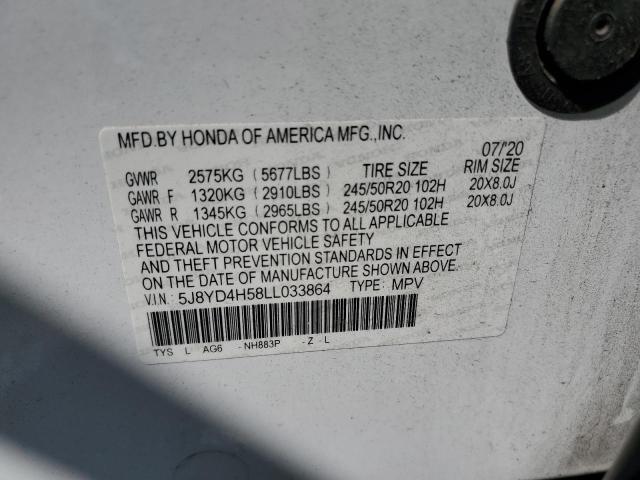 MFD.BY HONDA OF AMERICA MFG.,INC.
07/'20
GVWR 2575KG (5677LBS) TIRE SIZE RIM SIZE
GAWR F 1320KG (2910LBS) 245/50R20 102H 20X8.0J
GAWR R 1345KG (2965LBS) 245/50R20 102H 20X8.0J
THIS VEHICLE CONFORMS TO ALL APPLICABLE
FEDERAL MOTOR VEHICLE SAFETY
AND THEFT PREVENTION STANDARDS IN EFFECT
ON THE DATE OF MANUFACTURE SHOWN ABOVE.
V.I.N: 5J8YD4H58LL033864 TYPE: MPV
TYS L AG6 -NH883P -Z-L